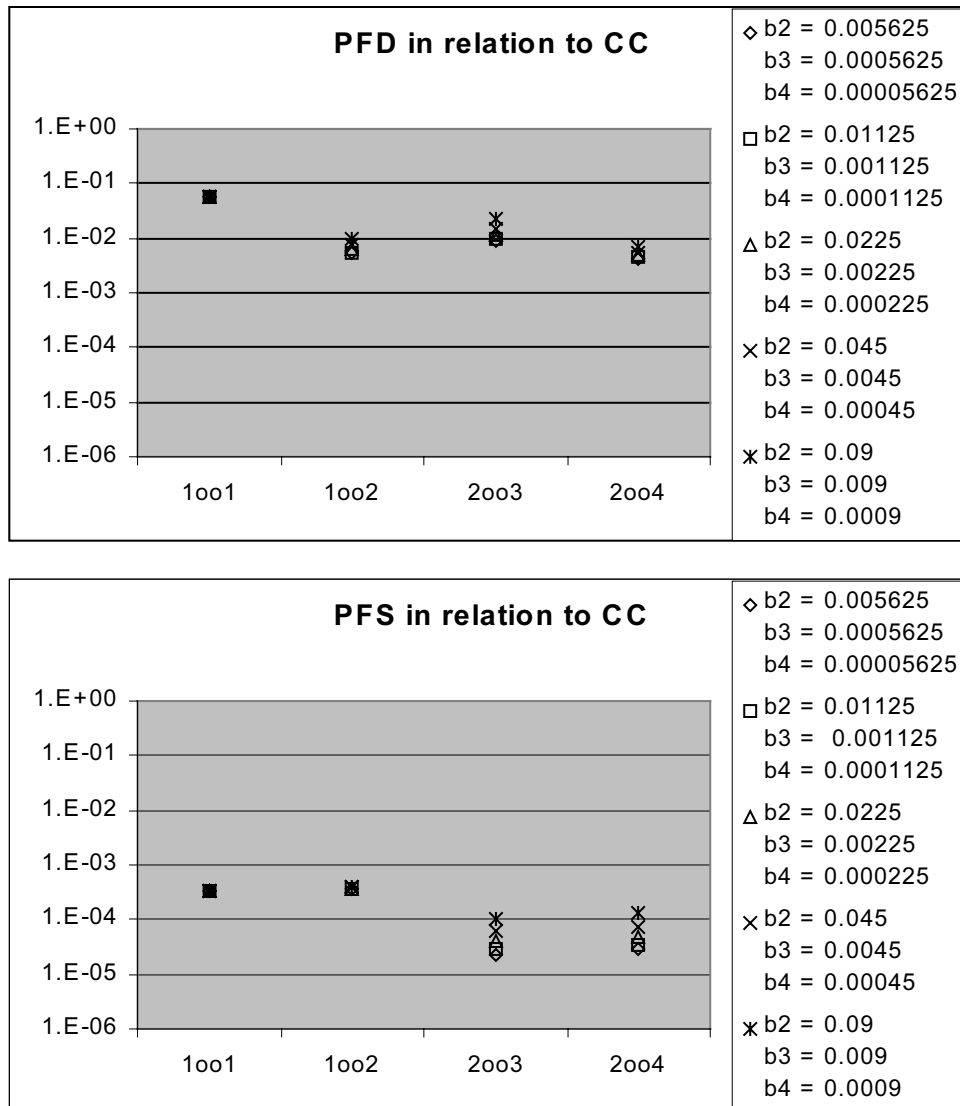 PFD in relation to CC
1.E+00
1.E-01
1.E-02
1.E-03
1.E-04
1.E-05
1.E-06
1oo1 1oo2 2oo3 2oo4
b2 = 0.005625
b3 = 0.0005625
b4 = 0.00005625
b2 = 0.01125
b3 = 0.001125
b4 = 0.0001125
b2 = 0.0225
b3 = 0.00225
b4 = 0.000225
b2 = 0.045
b3 = 0.0045
b4 = 0.00045
b2 = 0.09
b3 = 0.009
b4 = 0.0009
PFS in relation to CC
1.E+00
1.E-01
1.E-02
1.E-03
1.E-04
1.E-05
1.E-06
1oo1 1oo2 2oo3 2oo4
b2 = 0.005625
b3 = 0.0005625
b4 = 0.00005625
b2 = 0.01125
b3 = 0.001125
b4 = 0.0001125
b2 = 0.0225
b3 = 0.00225
b4 = 0.000225
b2 = 0.045
b3 = 0.0045
b4 = 0.00045
b2 = 0.09
b3 = 0.009
b4 = 0.0009